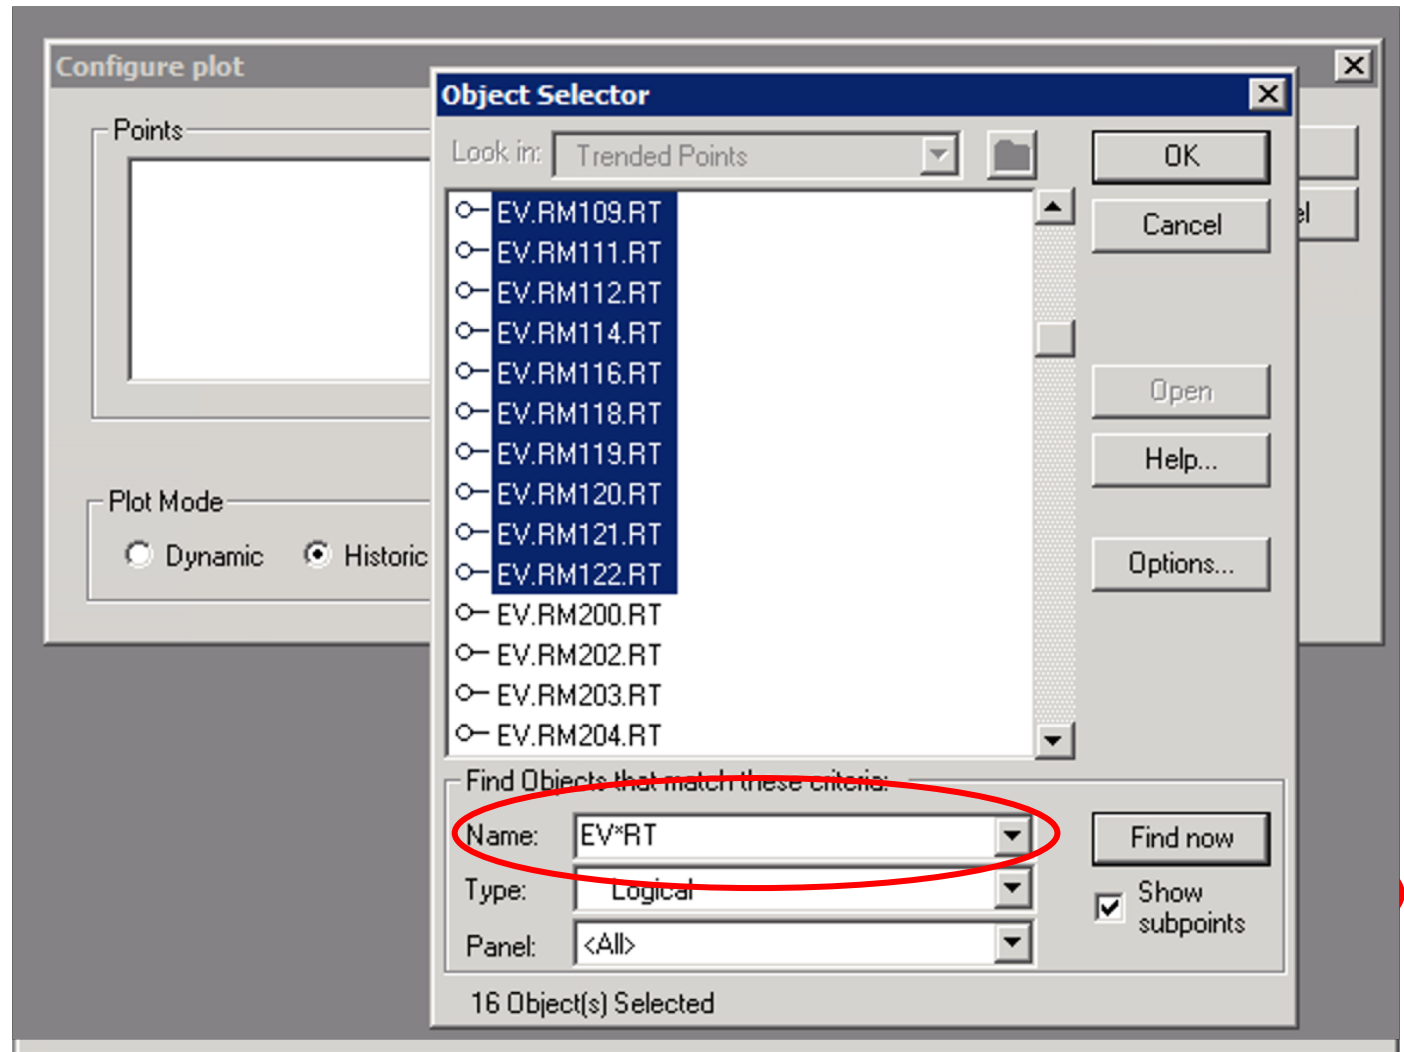 Configure plot
Object Selector
Points
Look in:
Trended Points
OK
Cancel
EV.RM109.RT
EV.RM111.RT
EV.RM112.RT
EV.RM114.RT
EV.RM116.RT
EV.RM118.RT
EV.RM119.RT
EV.RM120.RT
EV.RM121.RT
EV.RM122.RT
EV.RM200.RT
EV.RM202.RT
EV.RM203.RT
EV.RM204.RT
Open
Help...
Options...
Plot Mode
Dynamic
Historic
Find Objects that match these criteria:
Name:
EV*RT
Find now
Type:
Logical
Show
subpoints
Panel:
<All>
16 Object(s) Selected